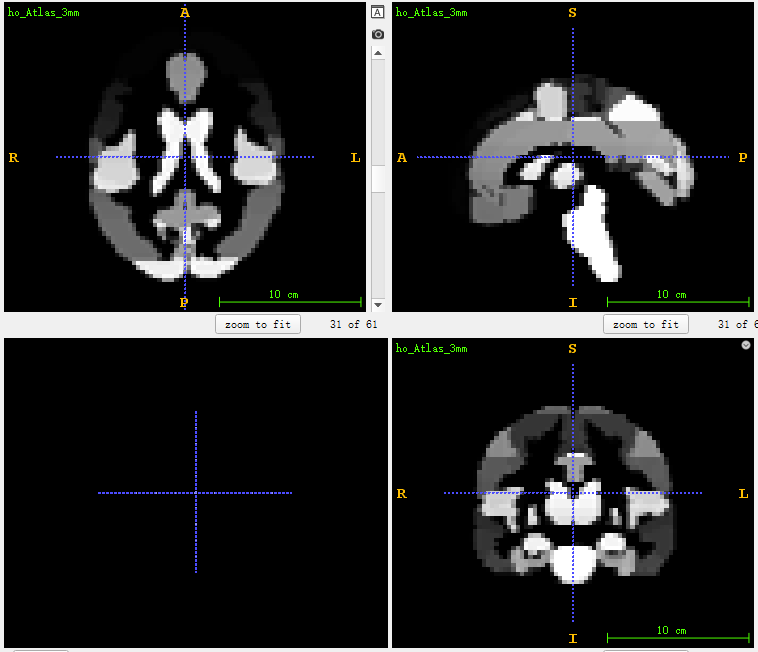 ho_Atlas_3mm
A
R
L
P
10 cm
A
zoom to fit
31 of 61
ho_Atlas_3mm
S
A
P
I
10 cm
zoom to fit
31 of 6
ho_Atlas_3mm
S
R
L
I
10 cm